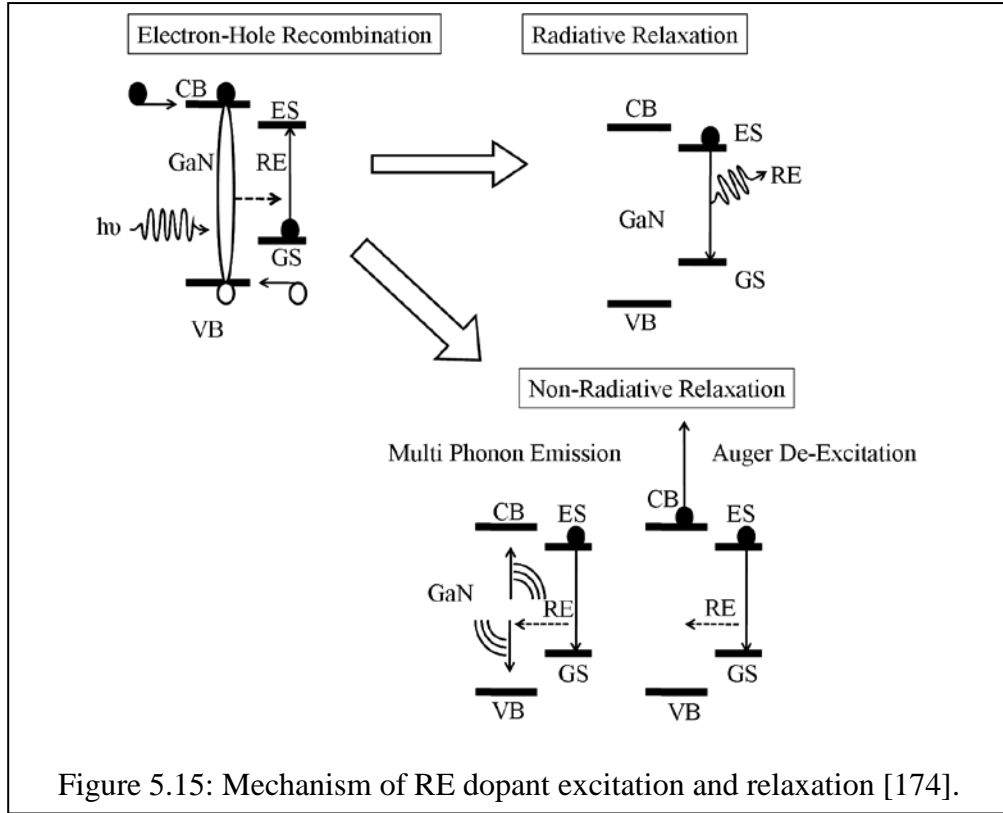 Electron-Hole Recombination
Radiative Relaxation
CB
ES
GaN
RE
hυ
GS
VB
CB
ES
RE
GaN
GS
VB
Non-Radiative Relaxation
Multi Phonon Emission
Auger De-Excitation
CB
ES
GaN
RE
GS
VB
CB
ES
RE
GS
VB
Figure 5.15: Mechanism of RE dopant excitation and relaxation [174].